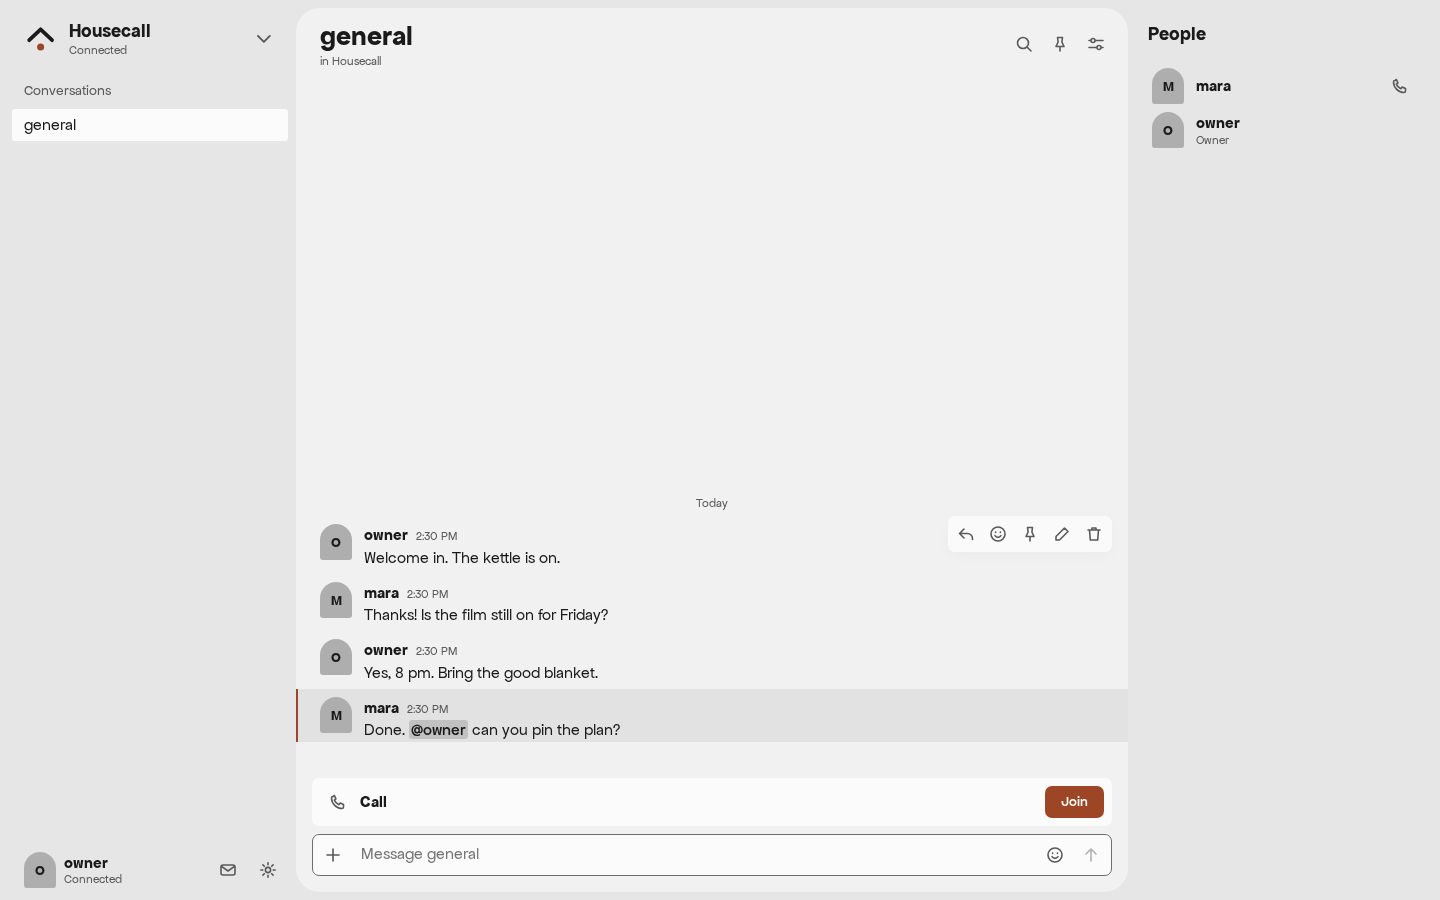 Housecall
Connected
Conversations
general
general
in Housecall
Today
O
owner 2:30 PM
Welcome in. The kettle is on.
M
mara 2:30 PM
Thanks! Is the film still on for Friday?
O
owner 2:30 PM
Yes, 8 pm. Bring the good blanket.
M
mara 2:30 PM
Done. @owner can you pin the plan?
Call
Join
Message general
People
M
mara
O
owner
Owner
O
owner
Connected